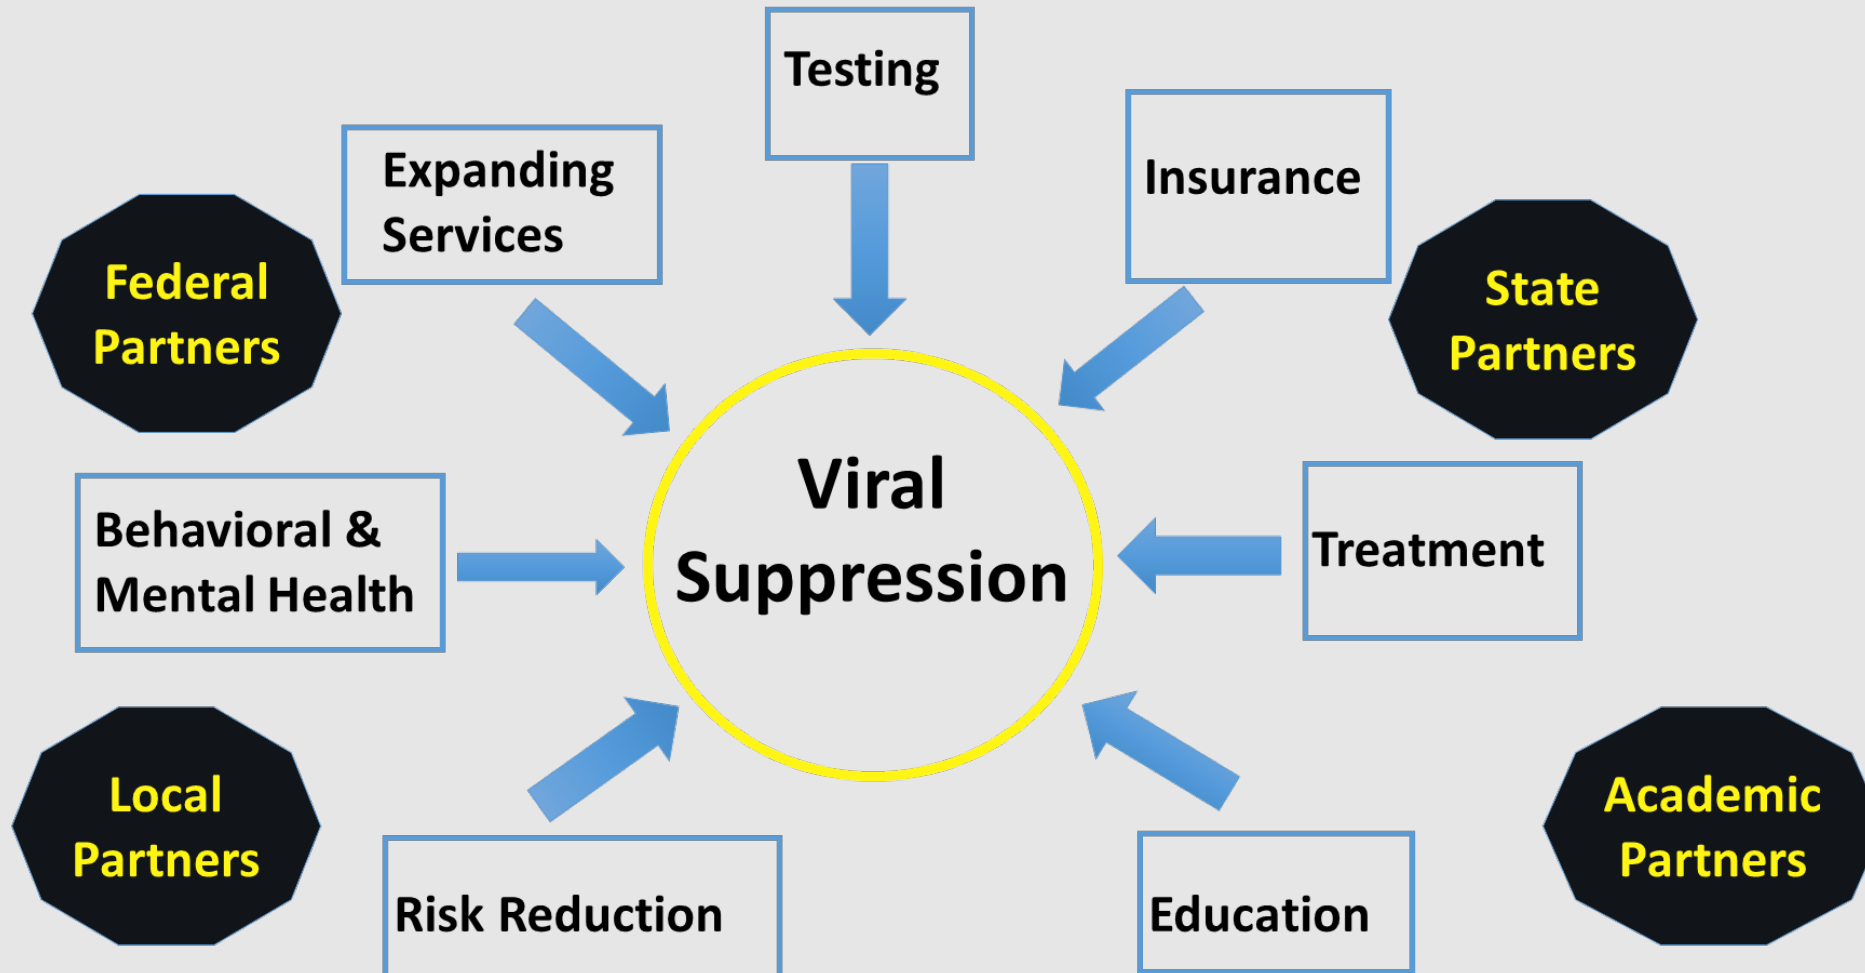 Testing
Expanding
Services
Insurance
Federal
Partners
State
Partners
Viral
Suppression
Behavioral &
Mental Health
Treatment
Local
Partners
Academic
Partners
Risk Reduction
Education